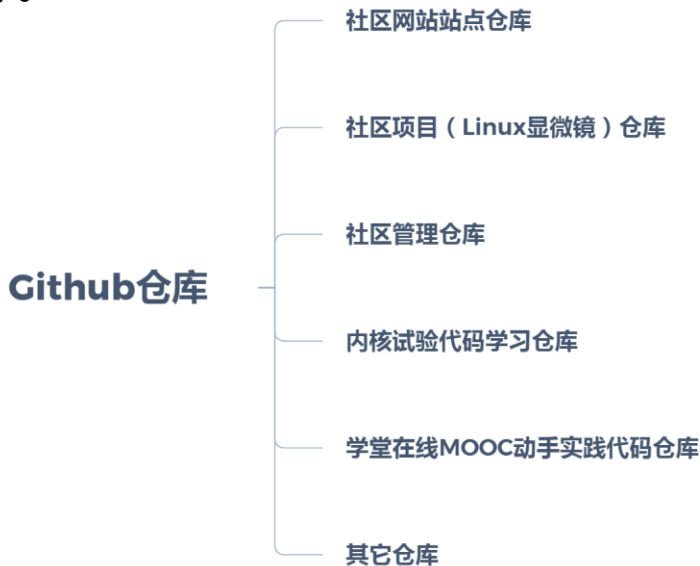 社区网站站点仓库
社区项目（Linux显微镜）仓库
社区管理仓库
Github仓库
内核试验代码学习仓库
学堂在线MOOC动手实践代码仓库
其它仓库